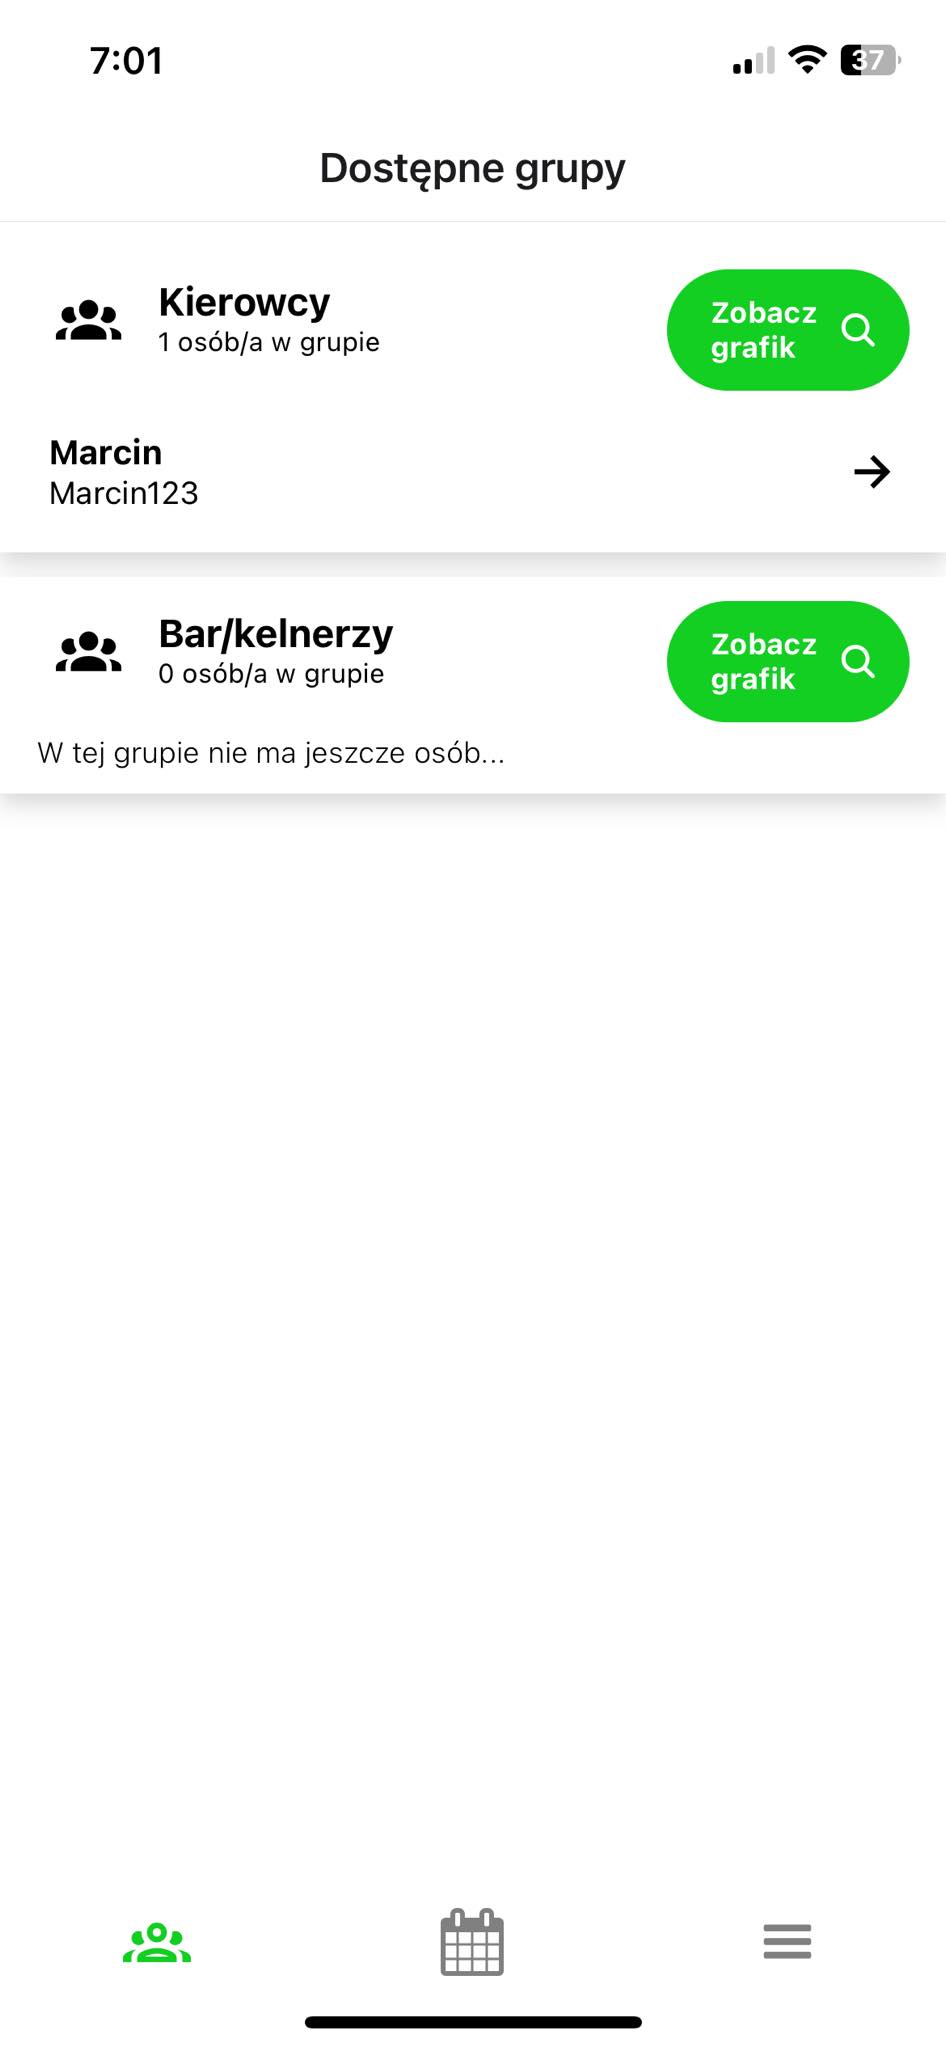 7:01
37
Dostępne grupy
Kierowcy
1 osób/a w grupie
Zobacz
grafik
Marcin
Marcin123
Bar/kelnerzy
0 osób/a w grupie
Zobacz
grafik
W tej grupie nie ma jeszcze osób...